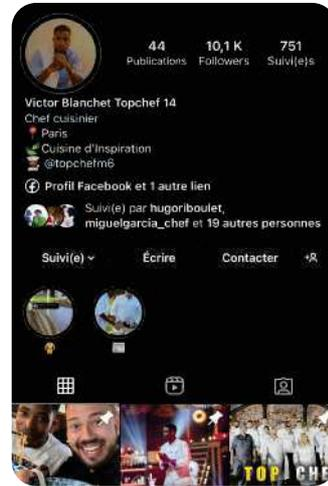 44 10,1 K 751
Publications Followers Suivi(e)s
Victor Blanchet Topchef 14
Chef cuisinier
Paris
Cuisine d'Inspiration
@topchefm6
Profil Facebook et 1 autre lien
Suivi(e) par hugoriboulet,
miguelgarcia_chef et 19 autres personnes
Suivi(e) Écrire Contacter
TOP CHE